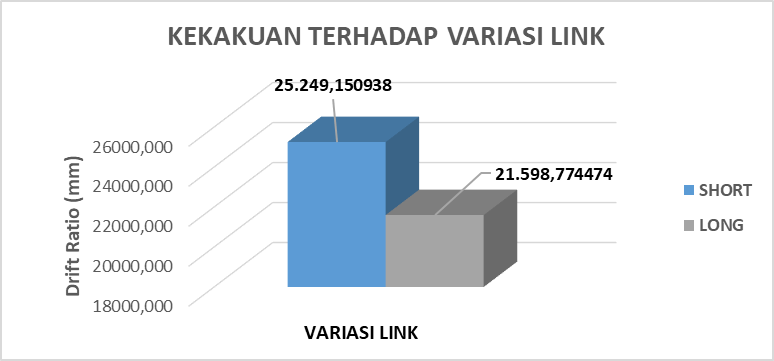 KEKAKUAN TERHADAP VARIASI LINK
25.249,150938
26000,000
24000,000
22000,000
20000,000
18000,000
Drift Ratio (mm)
21.598,774474
SHORT
LONG
VARIASI LINK